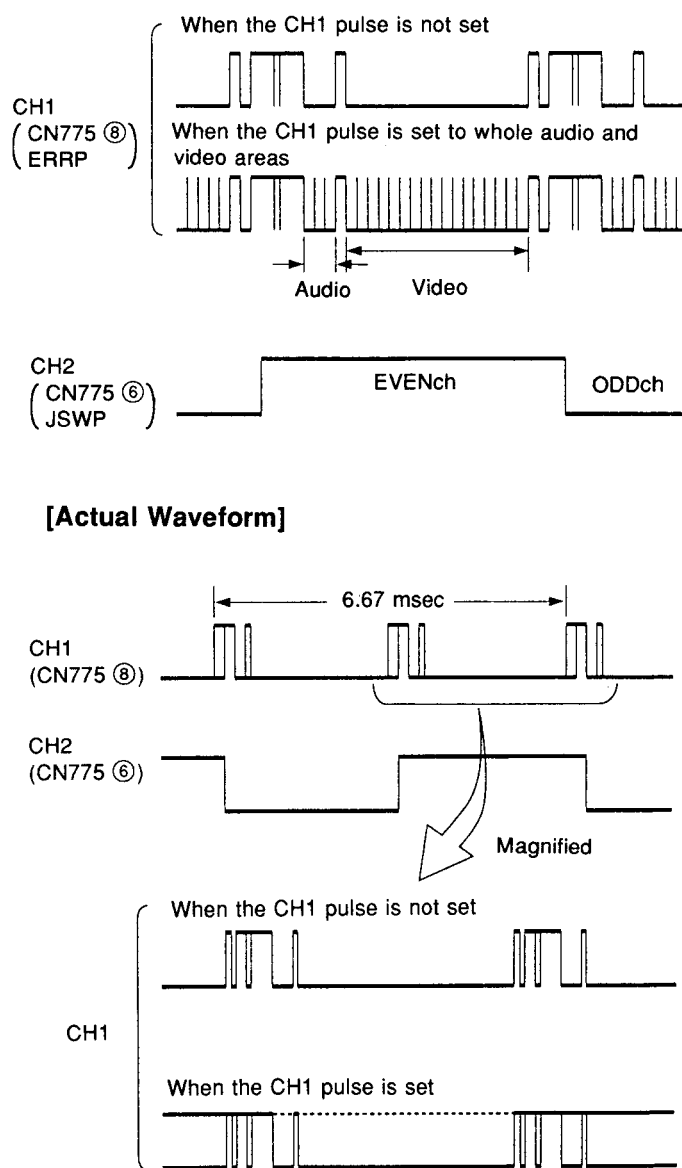 When the CH1 pulse is not set
CH1
(CN775 ⑧
ERRP)
When the CH1 pulse is set to whole audio and
video areas
Audio
Video
CH2
(CN775 ⑥
JSWP)
EVENch
ODDch
[Actual Waveform]
6.67 msec
CH1
(CN775 ⑧)
CH2
(CN775 ⑥)
Magnified
When the CH1 pulse is not set
CH1
When the CH1 pulse is set